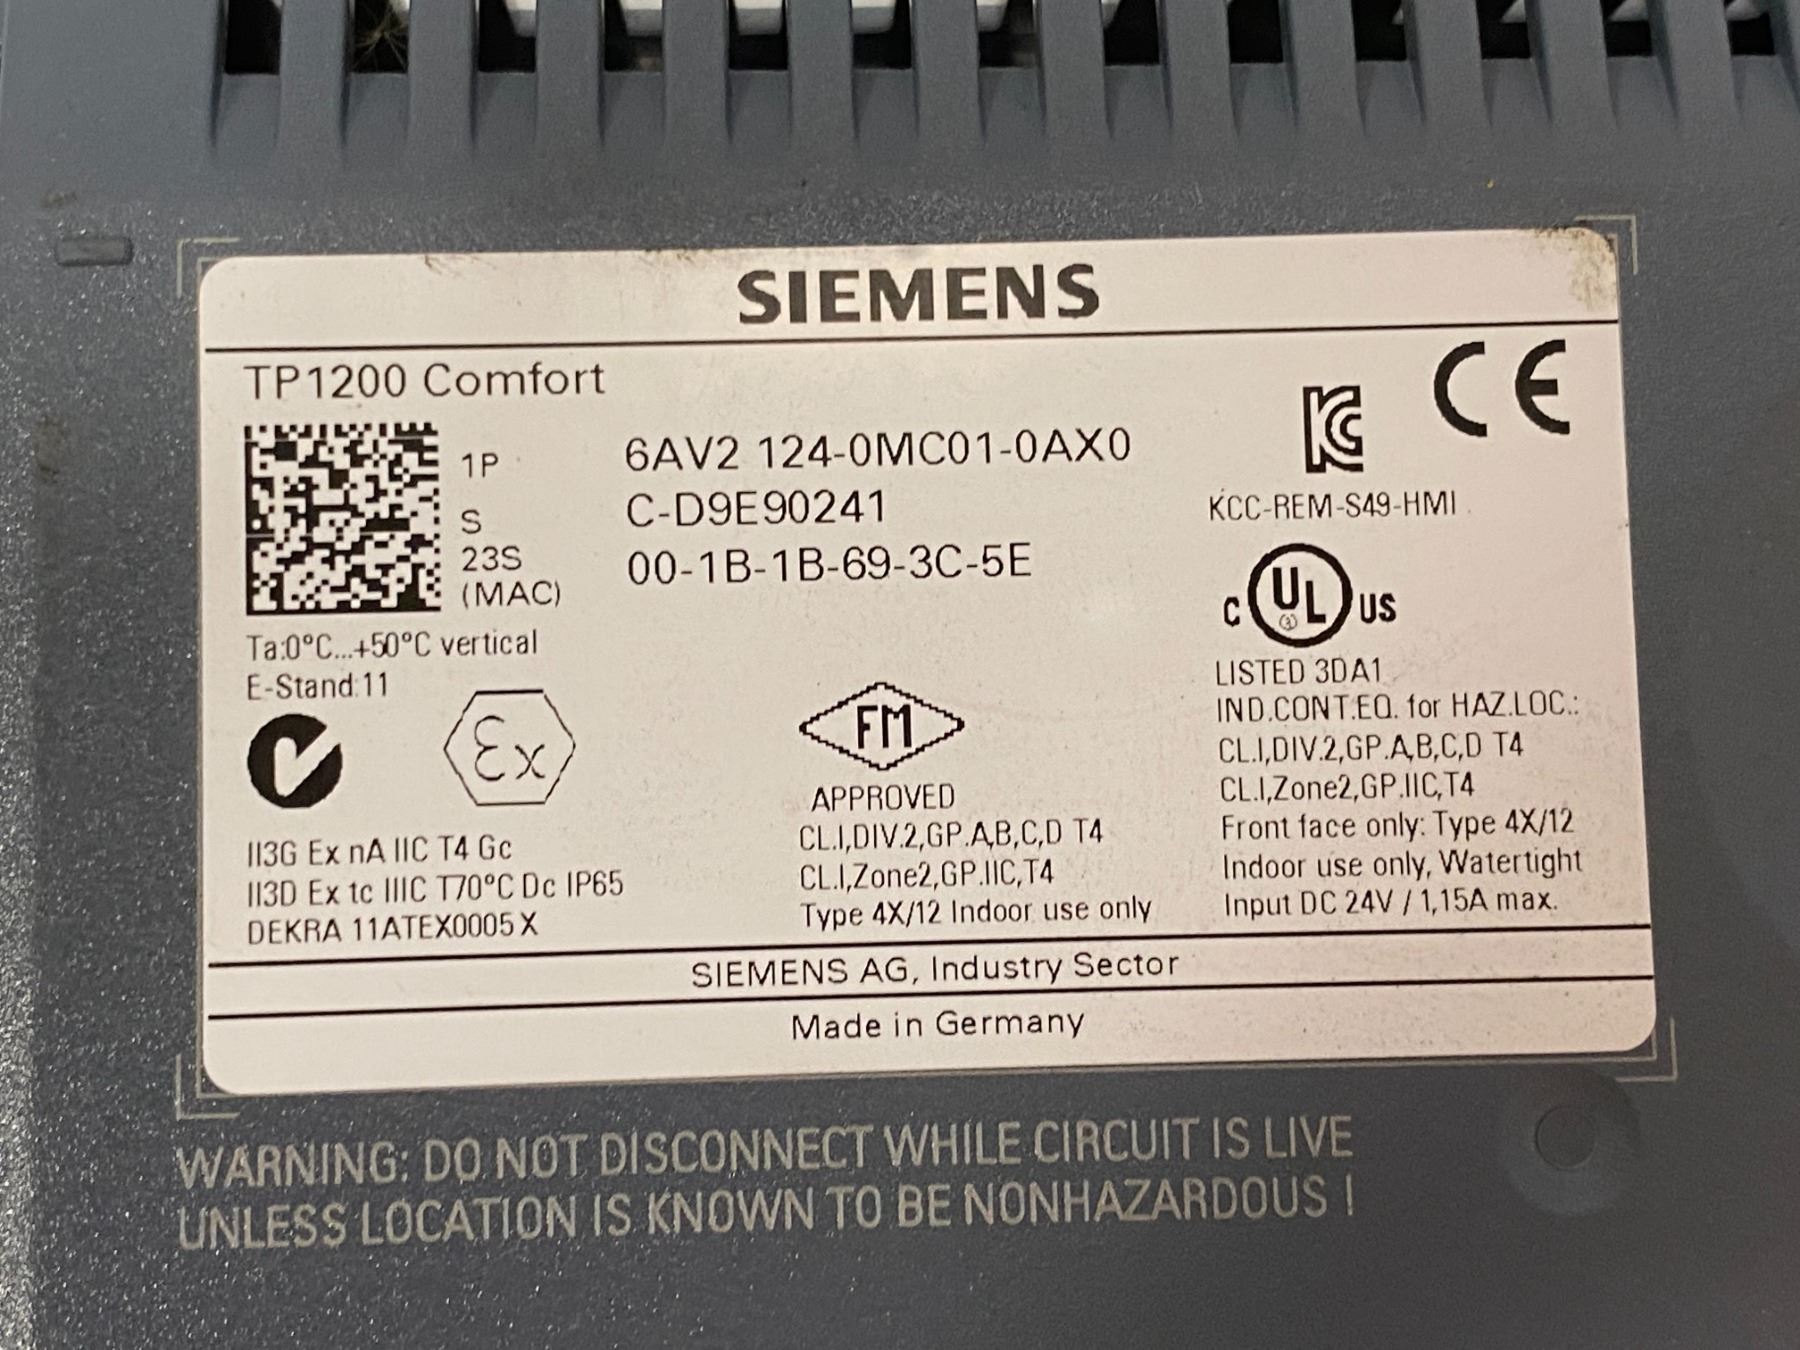 SIEMENS
TP1200 Comfort
CE
1P 6AV2 124-0MC01-0AX0
S C-D9E90241
23S 00-1B-1B-69-3C-5E
(MAC)
KC
KCC-REM-S49-HMI
C UL US
Ta:0°C...+50°C vertical
E-Stand:11
Ex
II3G Ex nA IIC T4 Gc
II3D Ex tc IIIC T70°C Dc IP65
DEKRA 11ATEX0005 X
FM
APPROVED
CL.I,DIV.2,GP.A,B,C,D T4
CL.I,Zone2,GP.IIC,T4
Type 4X/12 Indoor use only
LISTED 3DA1
IND.CONT.EQ. for HAZ.LOC.:
CL.I,DIV.2,GP.A,B,C,D T4
CL.I,Zone2,GP.IIC,T4
Front face only: Type 4X/12
Indoor use only, Watertight
Input DC 24V / 1,15A max.
SIEMENS AG, Industry Sector
Made in Germany
WARNING: DO NOT DISCONNECT WHILE CIRCUIT IS LIVE
UNLESS LOCATION IS KNOWN TO BE NONHAZARDOUS !